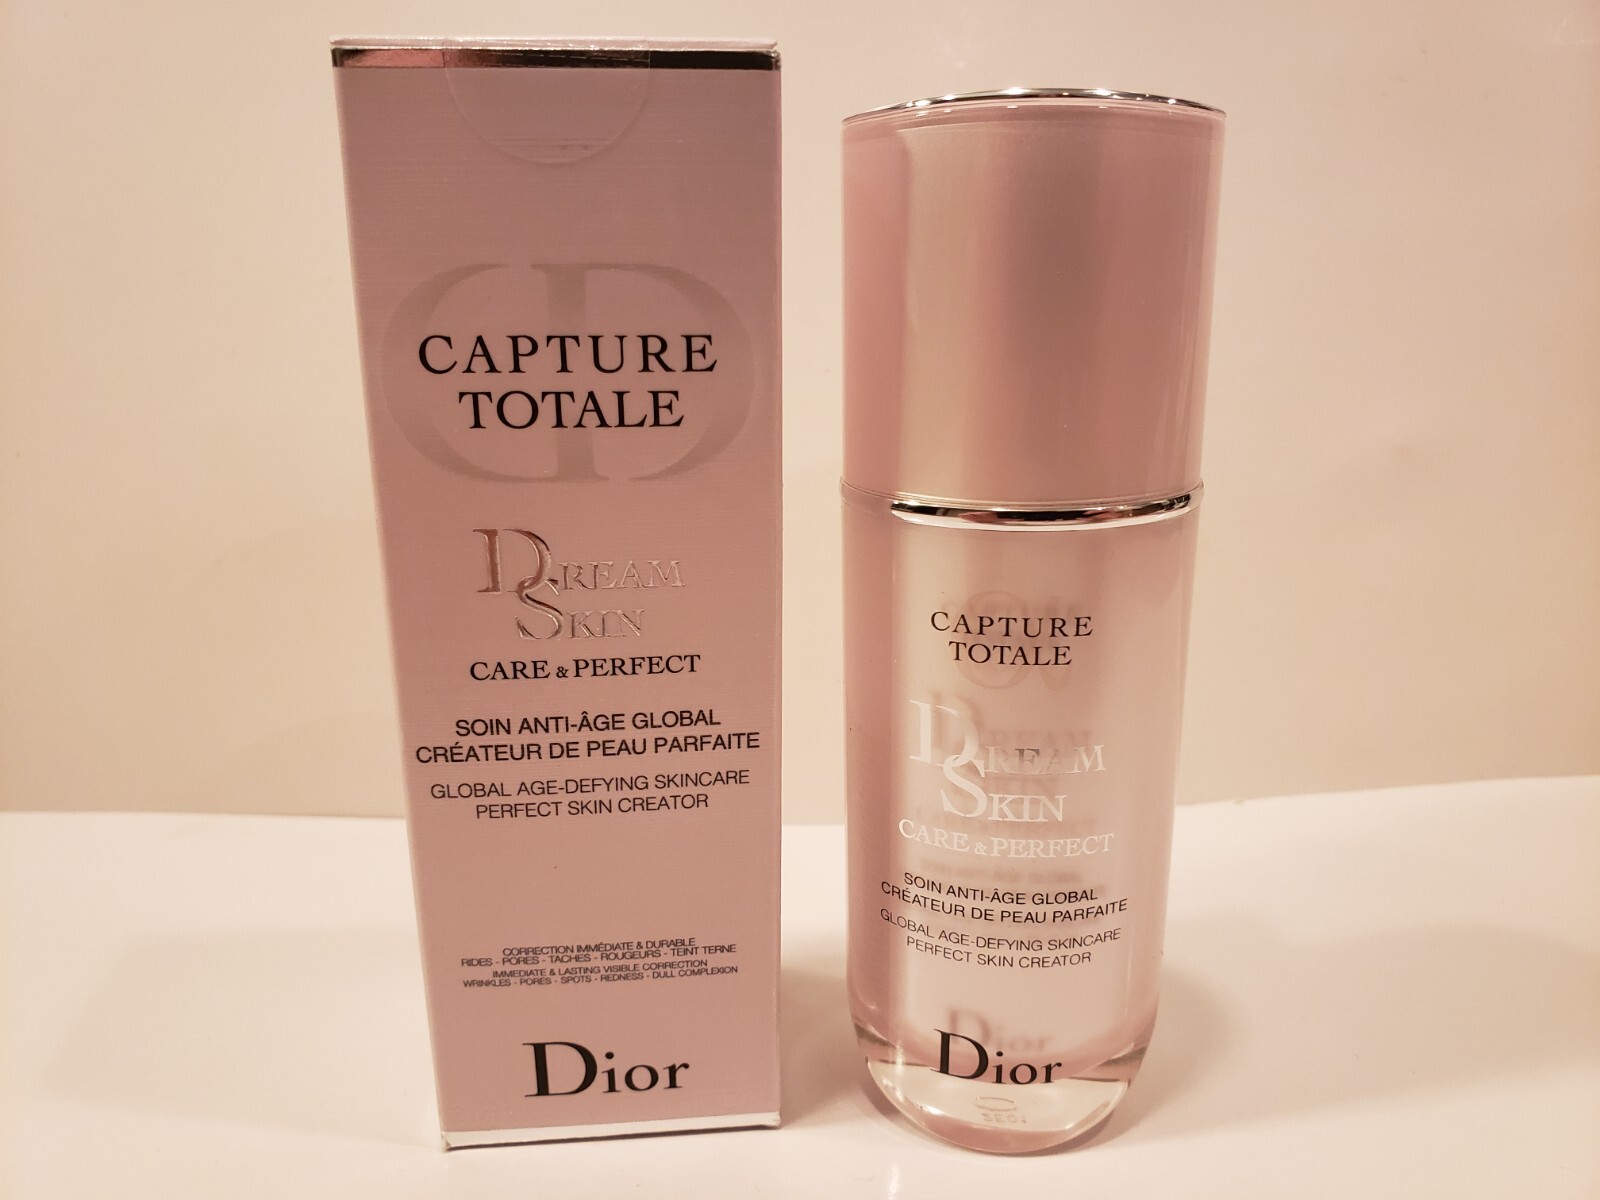 CAPTURE
TOTALE
DREAM
SKIN
CARE & PERFECT
SOIN ANTI-ÂGE GLOBAL
CRÉATEUR DE PEAU PARFAITE
GLOBAL AGE-DEFYING SKINCARE
PERFECT SKIN CREATOR
CORRECTION IMMÉDIATE & DURABLE
RIDES - PORES - TACHES - ROUGEURS - TEINT TERNE
IMMEDIATE & LASTING VISIBLE CORRECTION
WRINKLES - PORES - SPOTS - REDNESS - DULL COMPLEXION
Dior
CAPTURE
TOTALE
DREAM
SKIN
CARE & PERFECT
SOIN ANTI-ÂGE GLOBAL
CRÉATEUR DE PEAU PARFAITE
GLOBAL AGE-DEFYING SKINCARE
PERFECT SKIN CREATOR
Dior